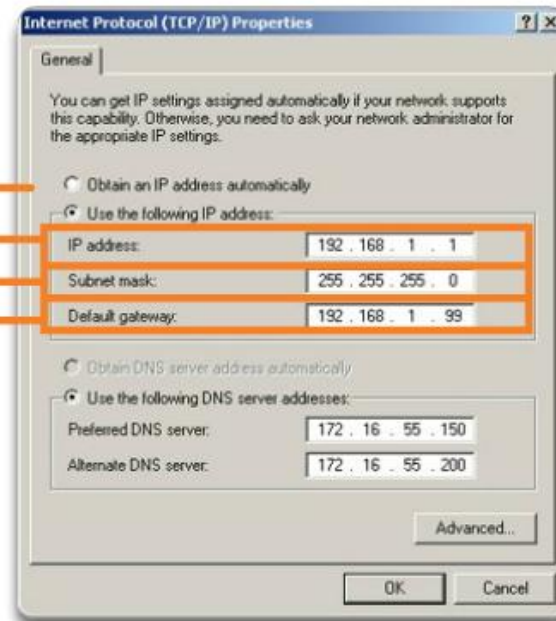 Internet Protocol (TCP/IP) Properties
General
You can get IP settings assigned automatically if your network supports
this capability. Otherwise, you need to ask your network administrator for
the appropriate IP settings.
Obtain an IP address automatically
Use the following IP address:
IP address: 192 . 168 . 1 . 1
Subnet mask: 255 . 255 . 255 . 0
Default gateway: 192 . 168 . 1 . 99
Obtain DNS server address automatically
Use the following DNS server addresses:
Preferred DNS server: 172 . 16 . 55 . 150
Alternate DNS server: 172 . 16 . 55 . 200
Advanced...
OK Cancel